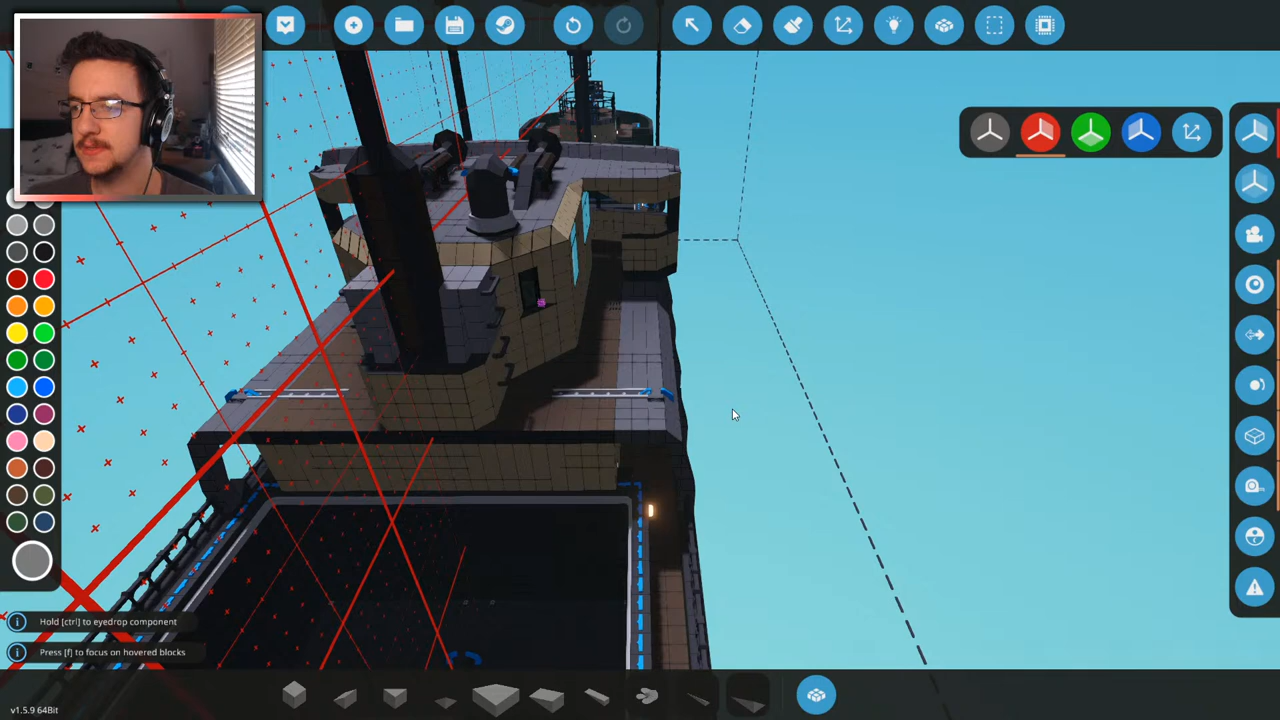 Hold [ctrl] to eyedrop component
Press [f] to focus on hovered blocks
v1.5.9 64Bit